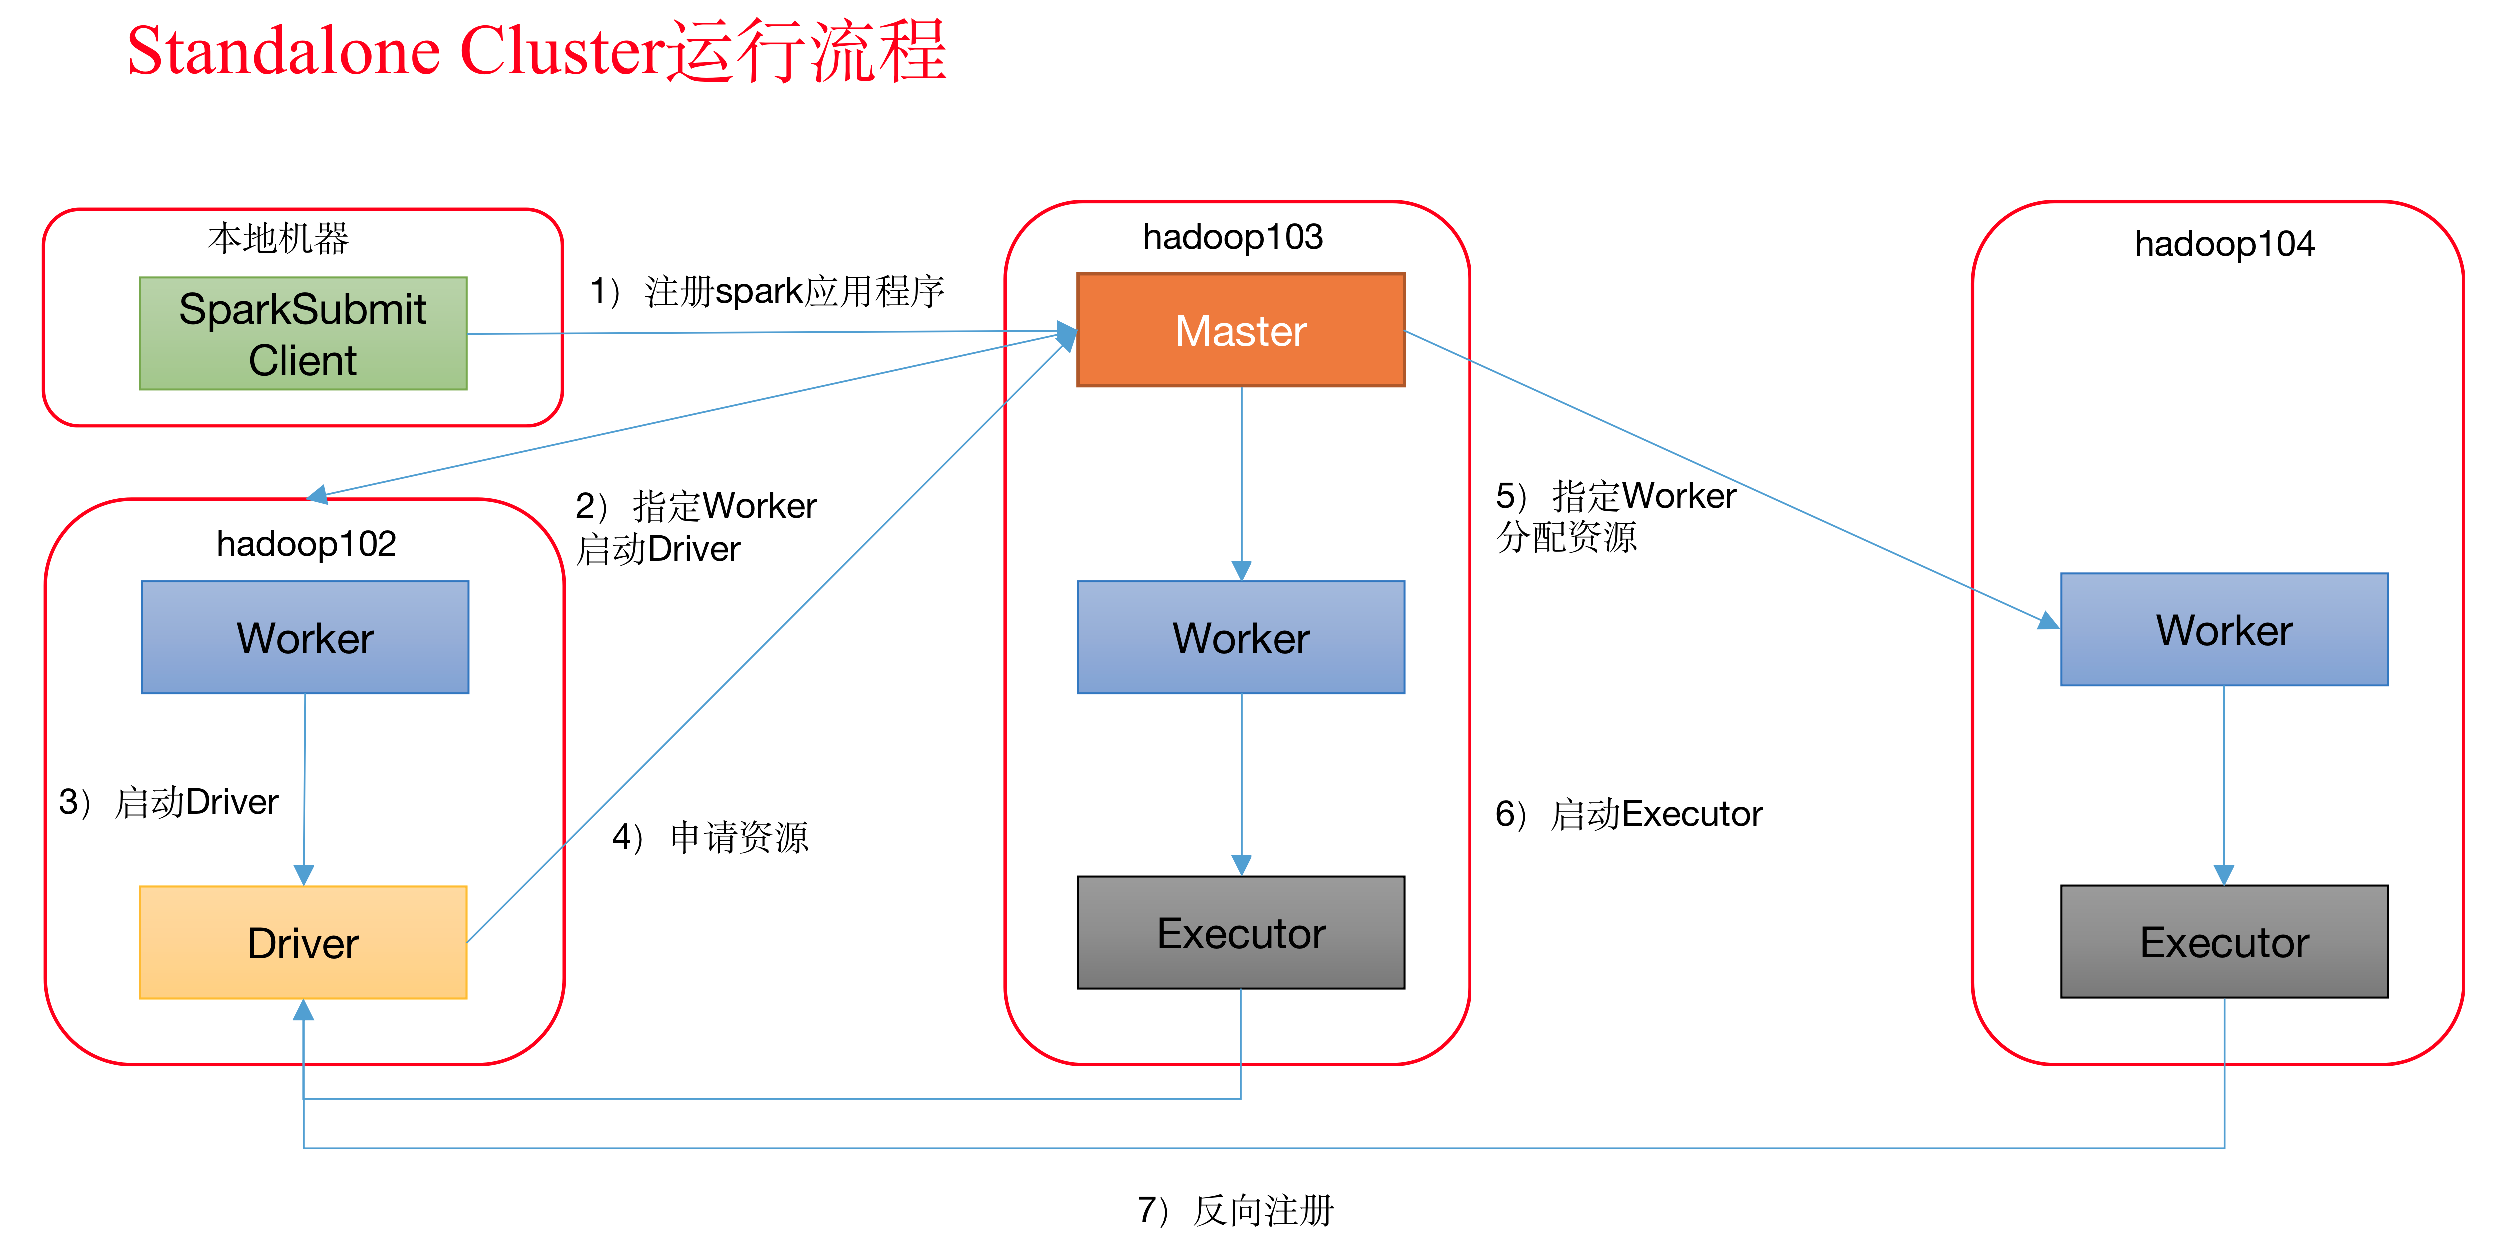 Standalone Cluster运行流程
本地机器
SparkSubmit
Client
1） 注册spark应用程序
hadoop103
Master
hadoop104
2） 指定Worker
启动Driver
5） 指定Worker
分配资源
hadoop102
Worker
Worker
Worker
3） 启动Driver
4） 申请资源
6） 启动Executor
Driver
Executor
Executor
7） 反向注册